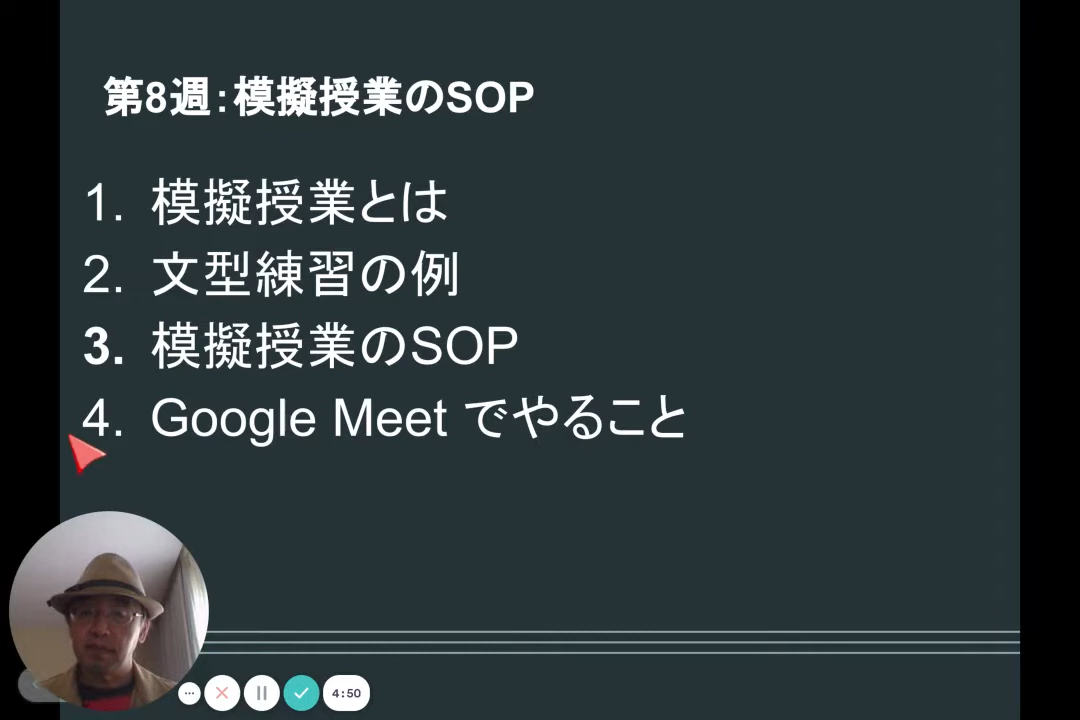 第8週:模擬授業のSOP
1. 模擬授業とは
2. 文型練習の例
3. 模擬授業のSOP
4. Google Meet でやること
4:50